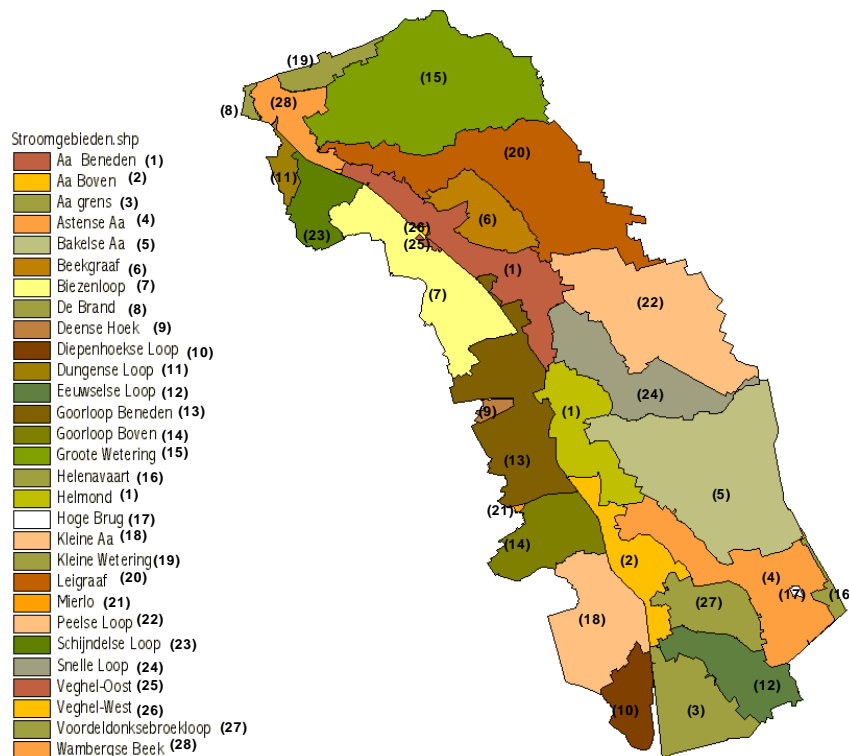 Stroomgebieden.shp
Aa Beneden (1)
Aa Boven (2)
Aa grens (3)
Astense Aa (4)
Bakelse Aa (5)
Beekgraaf (6)
Biezenloop (7)
De Brand (8)
Deense Hoek (9)
Diepenhoekse Loop (10)
Dungense Loop (11)
Eeuwselse Loop (12)
Goorloop Beneden (13)
Goorloop Boven (14)
Groote Wetering (15)
Helenavaart (16)
Helmond (1)
Hoge Brug (17)
Kleine Aa (18)
Kleine Wetering (19)
Leigraaf (20)
Mierlo (21)
Peelse Loop (22)
Schijndelse Loop (23)
Snelle Loop (24)
Veghel-Oost (25)
Veghel-West (26)
Voordeldonksebroekloop (27)
Wambergse Beek (28)
(19)
(15)
(28)
(8)
(20)
(11)
(6)
(26)
(23)
(25)
(1)
(7)
(22)
(24)
(9)
(1)
(13)
(5)
(21)
(14)
(2)
(4)
(17)
(16
(27)
(18)
(12)
(10)
(3)